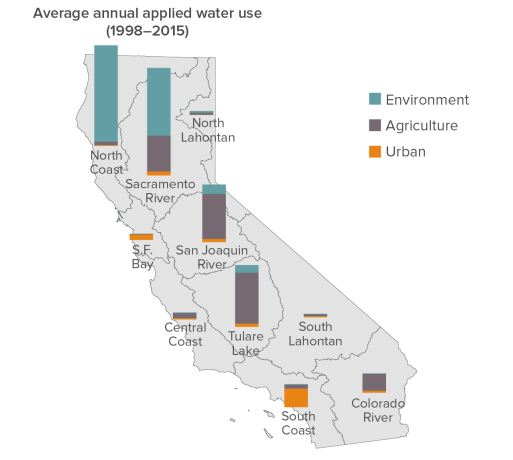 Average annual applied water use
(1998–2015)
Environment
Agriculture
Urban
North
Lahontan
North
Coast
Sacramento
River
S.F.
Bay
San Joaquin
River
Central
Coast
Tulare
Lake
South
Lahontan
South
Coast
Colorado
River